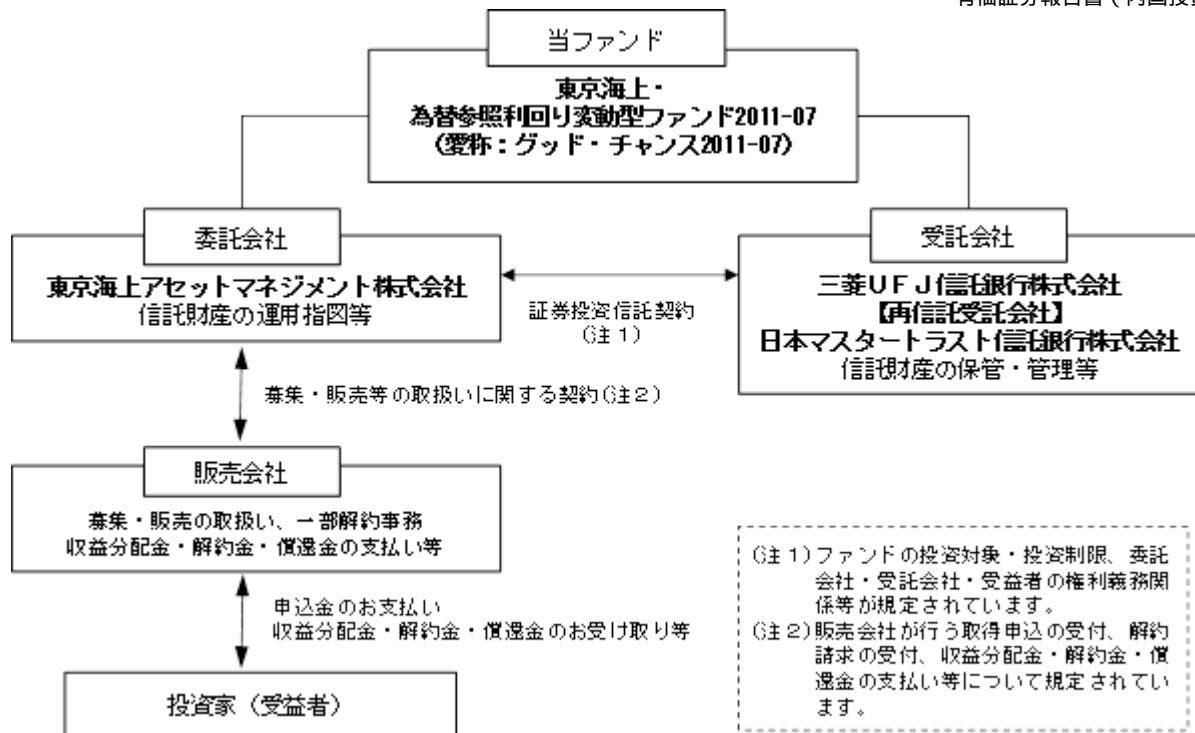 当ファンド
東京海上・
為替参照利回り変動型ファンド2011-07
(愛称：グッド・チャンス2011-07)
委託会社
東京海上アセットマネジメント株式会社
信託財産の運用指図等
証券投資信託契約
(注１)
受託会社
三菱ＵＦＪ信託銀行株式会社
【再信託受託会社】
日本マスタートラスト信託銀行株式会社
信託財産の保管・管理等
募集・販売等の取扱いに関する契約(注２)
販売会社
募集・販売の取扱い、一部解約事務
収益分配金・解約金・償還金の支払い等
申込金のお支払い
収益分配金・解約金・償還金のお受け取り等
投資家（受益者）
(注１)ファンドの投資対象・投資制限、委託
会社・受託会社・受益者の権利義務関
係等が規定されています。
(注２)販売会社が行う取得申込の受付、解約
請求の受付、収益分配金・解約金・償
還金の支払い等について規定されてい
ます。